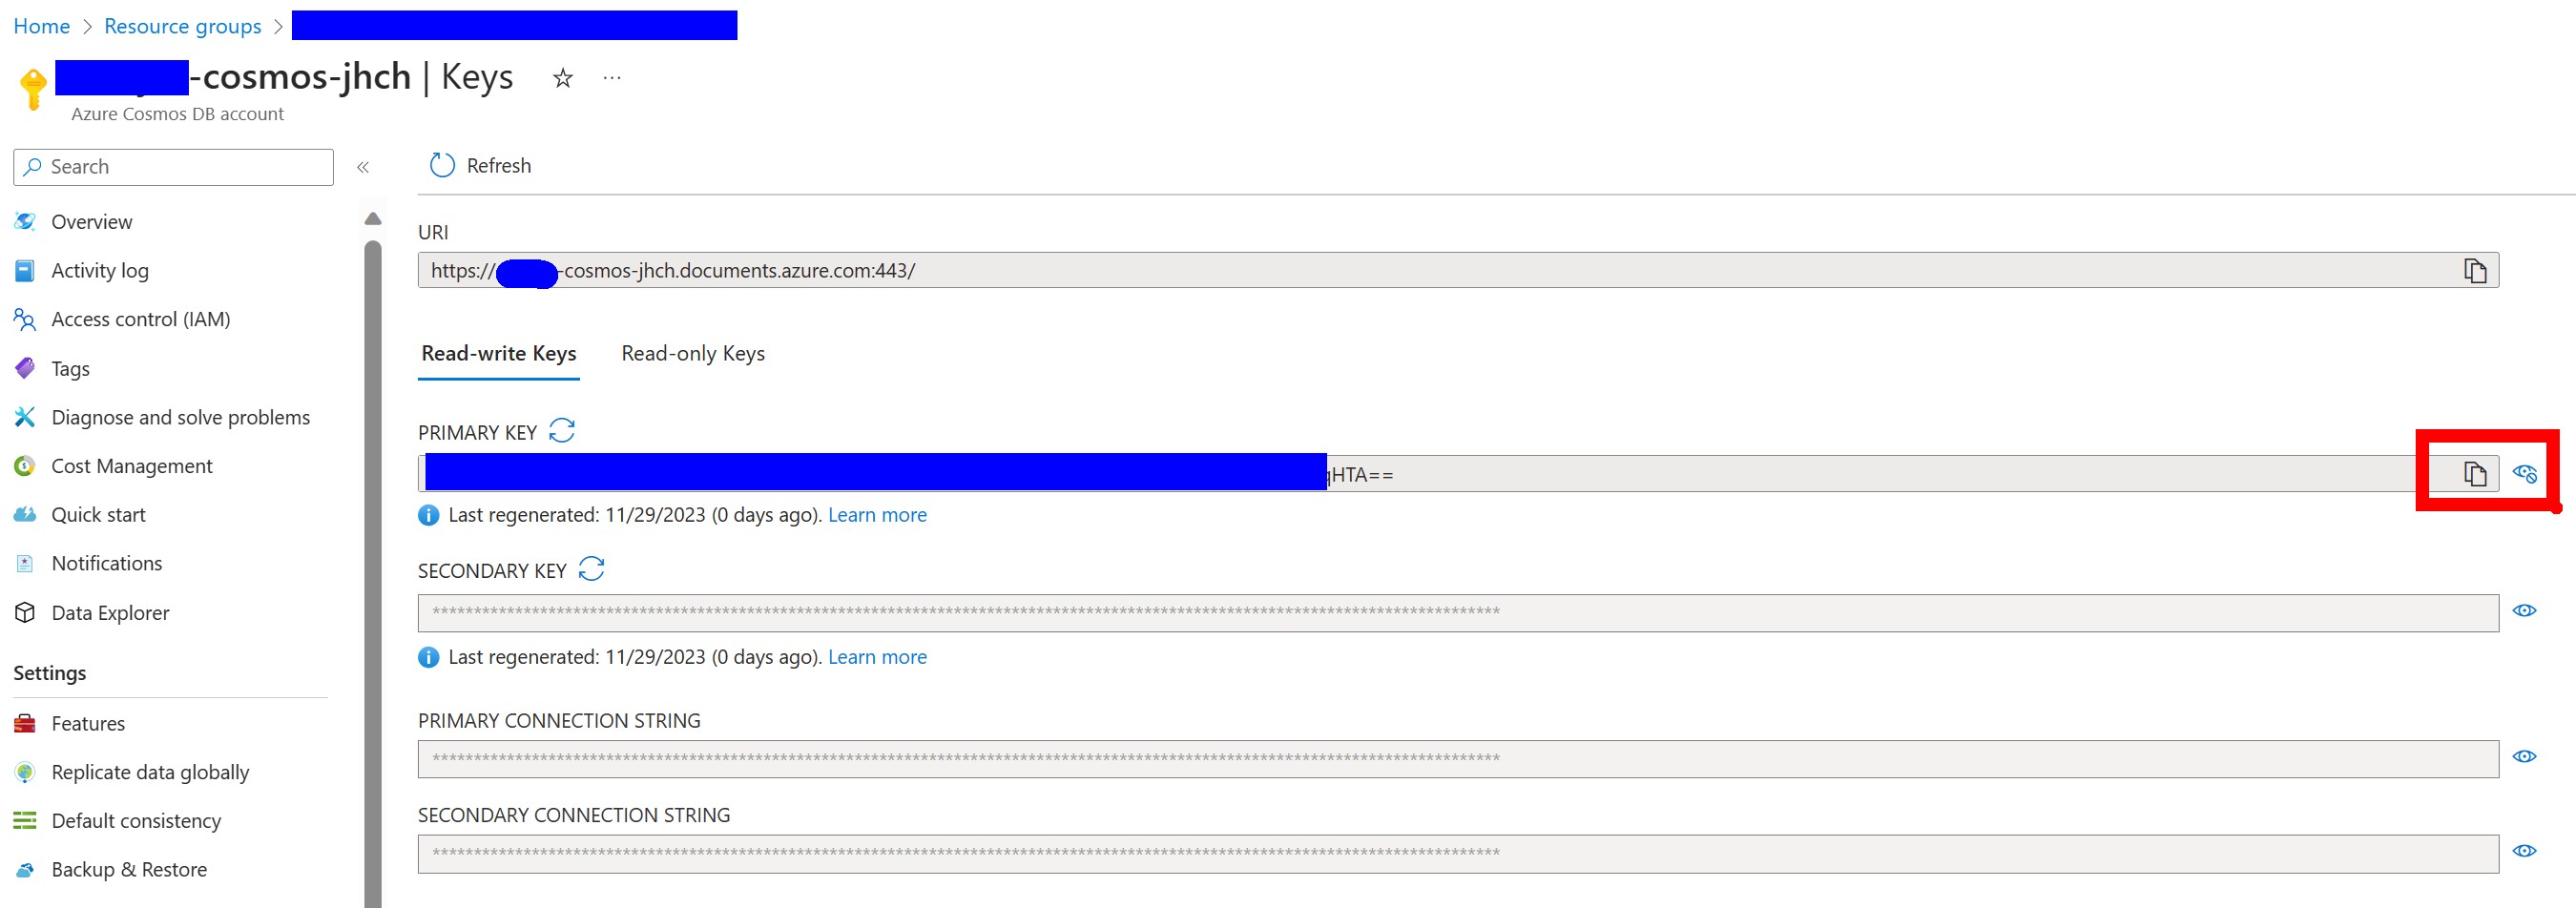 Home > Resource groups >
-cosmos-jhch | Keys ☆ ...
Azure Cosmos DB account
Search «
Refresh
Overview
Activity log
Access control (IAM)
Tags
Diagnose and solve problems
Cost Management
Quick start
Notifications
Data Explorer
Settings
Features
Replicate data globally
Default consistency
Backup & Restore
URI
https:// -cosmos-jhch.documents.azure.com:443/
Read-write Keys Read-only Keys
PRIMARY KEY
HTA==
Last regenerated: 11/29/2023 (0 days ago). Learn more
SECONDARY KEY
Last regenerated: 11/29/2023 (0 days ago). Learn more
PRIMARY CONNECTION STRING
SECONDARY CONNECTION STRING